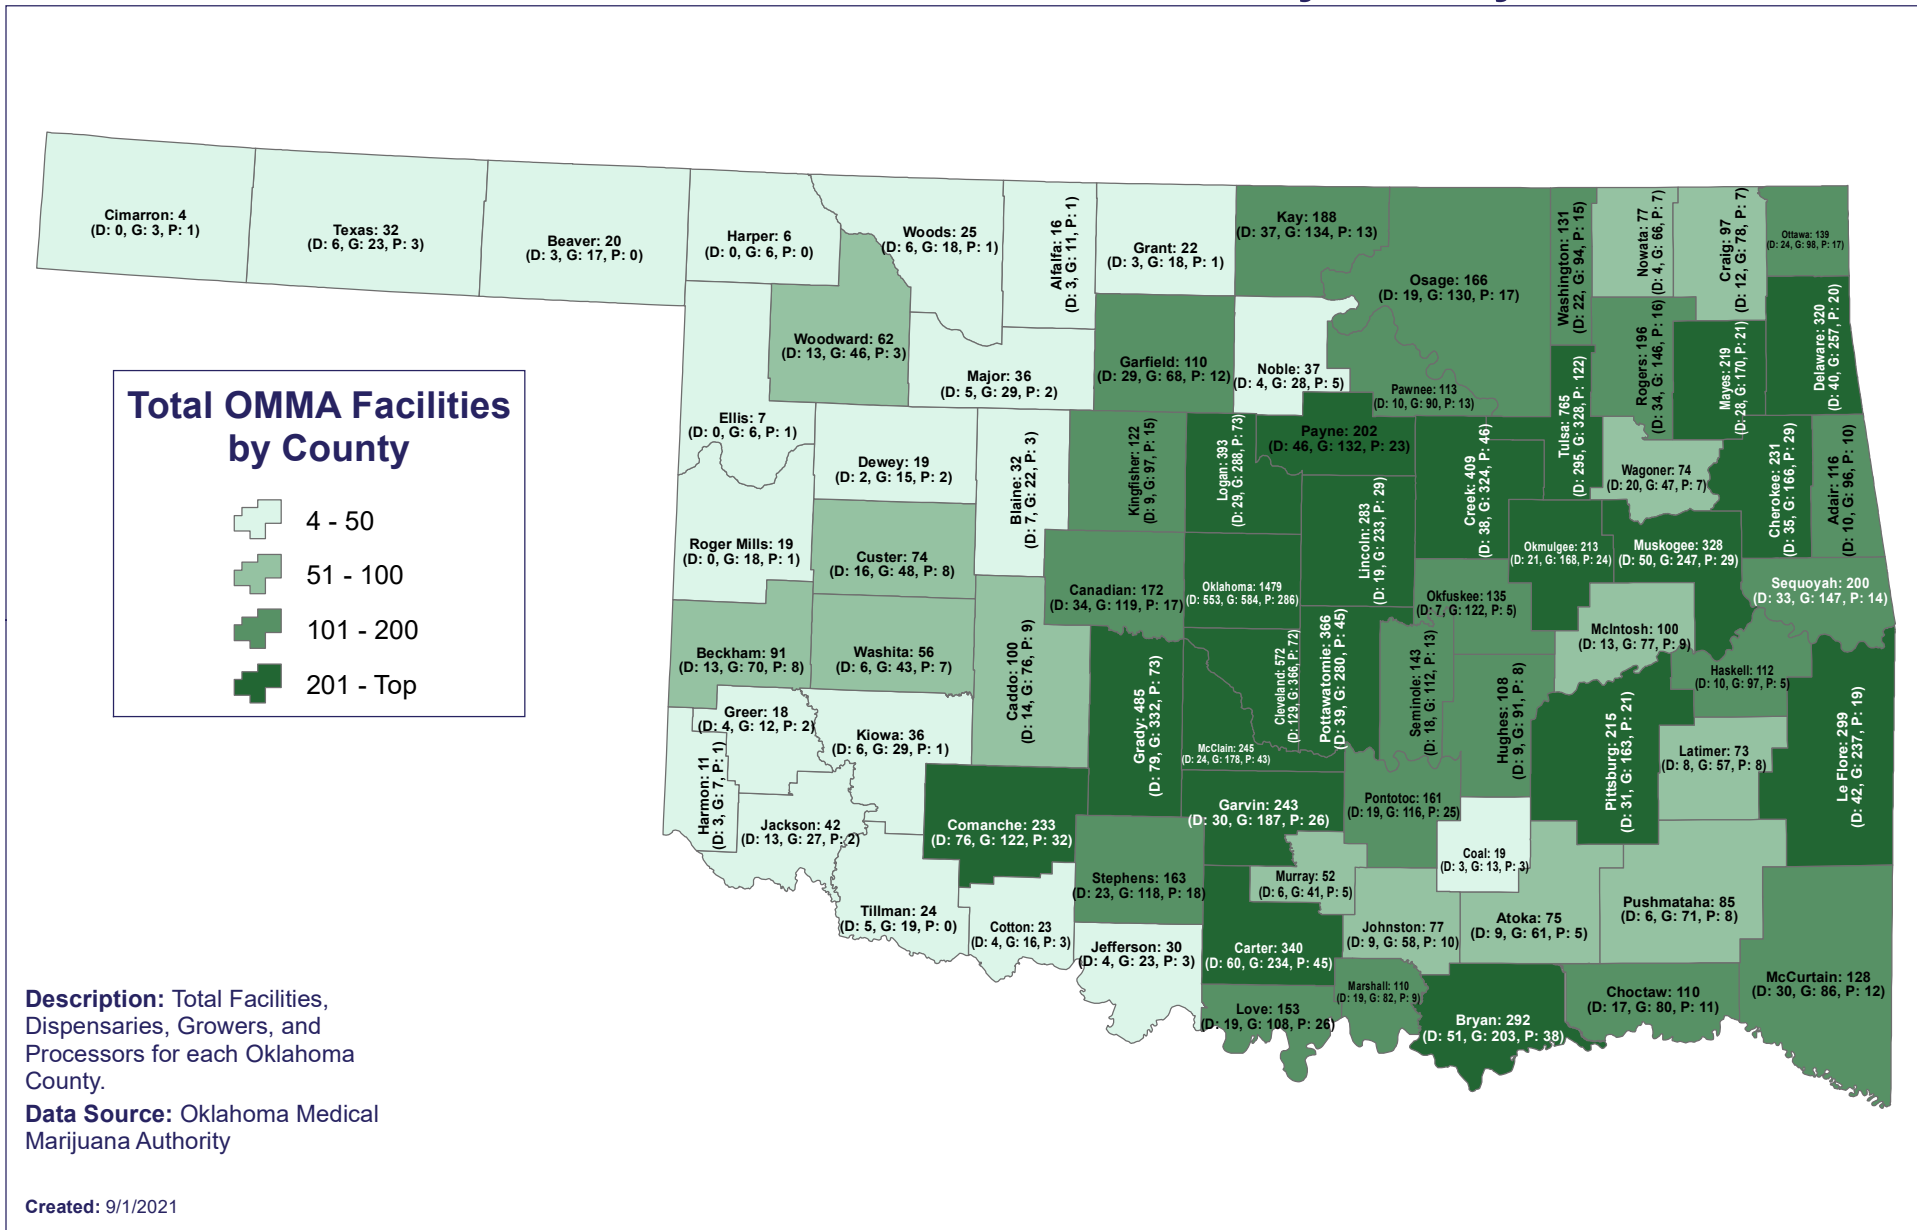 Cimarron: 4
(D: 0, G: 3, P: 1)
Texas: 32
(D: 6, G: 23, P: 3)
Beaver: 20
(D: 3, G: 17, P: 0)
Harper: 6
(D: 0, G: 6, P: 0)
Woods: 25
(D: 6, G: 18, P: 1)
Alfalfa: 16
(D: 3, G: 11, P: 1)
Grant: 22
(D: 3, G: 18, P: 1)
Kay: 188
(D: 37, G: 134, P: 13)
Osage: 166
(D: 19, G: 130, P: 17)
Washington: 131
(D: 22, G: 94, P: 15)
Nowata: 77
(D: 4, G: 66, P: 7)
Craig: 97
(D: 12, G: 78, P: 7)
Ottawa: 139
(D: 24, G: 98, P: 17)
Woodward: 62
(D: 13, G: 46, P: 3)
Major: 36
(D: 5, G: 29, P: 2)
Garfield: 110
(D: 29, G: 68, P: 12)
Noble: 37
(D: 4, G: 28, P: 5)
Pawnee: 113
(D: 10, G: 90, P: 13)
Tulsa: 765
(D: 295, G: 328, P: 122)
Rogers: 196
(D: 34, G: 146, P: 16)
Mayes: 219
(D: 28, G: 170, P: 21)
Delaware: 320
(D: 40, G: 257, P: 20)
Ellis: 7
(D: 0, G: 6, P: 1)
Dewey: 19
(D: 2, G: 15, P: 2)
Blaine: 32
(D: 7, G: 22, P: 3)
Kingfisher: 122
(D: 9, G: 97, P: 15)
Logan: 393
(D: 29, G: 288, P: 73)
Payne: 202
(D: 46, G: 132, P: 23)
Lincoln: 283
(D: 19, G: 233, P: 29)
Creek: 409
(D: 38, G: 324, P: 46)
Wagoner: 74
(D: 20, G: 47, P: 7)
Cherokee: 231
(D: 35, G: 166, P: 29)
Adair: 116
(D: 10, G: 96, P: 10)
Roger Mills: 19
(D: 0, G: 18, P: 1)
Custer: 74
(D: 16, G: 48, P: 8)
Canadian: 172
(D: 34, G: 119, P: 17)
Oklahoma: 1479
(D: 553, G: 584, P: 286)
Okmulgee: 213
(D: 21, G: 168, P: 24)
Muskogee: 328
(D: 50, G: 247, P: 29)
Sequoyah: 200
(D: 33, G: 147, P: 14)
Okfuskee: 135
(D: 7, G: 122, P: 5)
Beckham: 91
(D: 13, G: 70, P: 8)
Washita: 56
(D: 6, G: 43, P: 7)
Caddo: 100
(D: 14, G: 76, P: 9)
Grady: 485
(D: 79, G: 332, P: 73)
Cleveland: 572
(D: 129, G: 366, P: 72)
Pottawatomie: 366
(D: 39, G: 280, P: 45)
Seminole: 143
(D: 18, G: 112, P: 13)
Hughes: 108
(D: 9, G: 91, P: 8)
McIntosh: 100
(D: 13, G: 77, P: 9)
Haskell: 112
(D: 10, G: 97, P: 5)
Greer: 18
(D: 4, G: 12, P: 2)
Kiowa: 36
(D: 6, G: 29, P: 1)
McClain: 245
(D: 24, G: 178, P: 43)
Pittsburg: 215
(D: 31, G: 163, P: 21)
Latimer: 73
(D: 8, G: 57, P: 8)
Le Flore: 299
(D: 42, G: 237, P: 19)
Harmon: 11
(D: 3, G: 7, P: 1)
Jackson: 42
(D: 13, G: 27, P: 2)
Comanche: 233
(D: 76, G: 122, P: 32)
Garvin: 243
(D: 30, G: 187, P: 26)
Pontotoc: 161
(D: 19, G: 116, P: 25)
Coal: 19
(D: 3, G: 13, P: 3)
Stephens: 163
(D: 23, G: 118, P: 18)
Murray: 52
(D: 6, G: 41, P: 5)
Pushmataha: 85
(D: 6, G: 71, P: 8)
Tillman: 24
(D: 5, G: 19, P: 0)
Cotton: 23
(D: 4, G: 16, P: 3)
Jefferson: 30
(D: 4, G: 23, P: 3)
Carter: 340
(D: 60, G: 234, P: 45)
Johnston: 77
(D: 9, G: 58, P: 10)
Atoka: 75
(D: 9, G: 61, P: 5)
McCurtain: 128
(D: 30, G: 86, P: 12)
Love: 153
(D: 19, G: 108, P: 26)
Marshall: 110
(D: 19, G: 82, P: 9)
Bryan: 292
(D: 51, G: 203, P: 38)
Choctaw: 110
(D: 17, G: 80, P: 11)
Total OMMA Facilities
by County
4 - 50
51 - 100
101 - 200
201 - Top
Description: Total Facilities,
Dispensaries, Growers, and
Processors for each Oklahoma
County.
Data Source: Oklahoma Medical
Marijuana Authority
Created: 9/1/2021